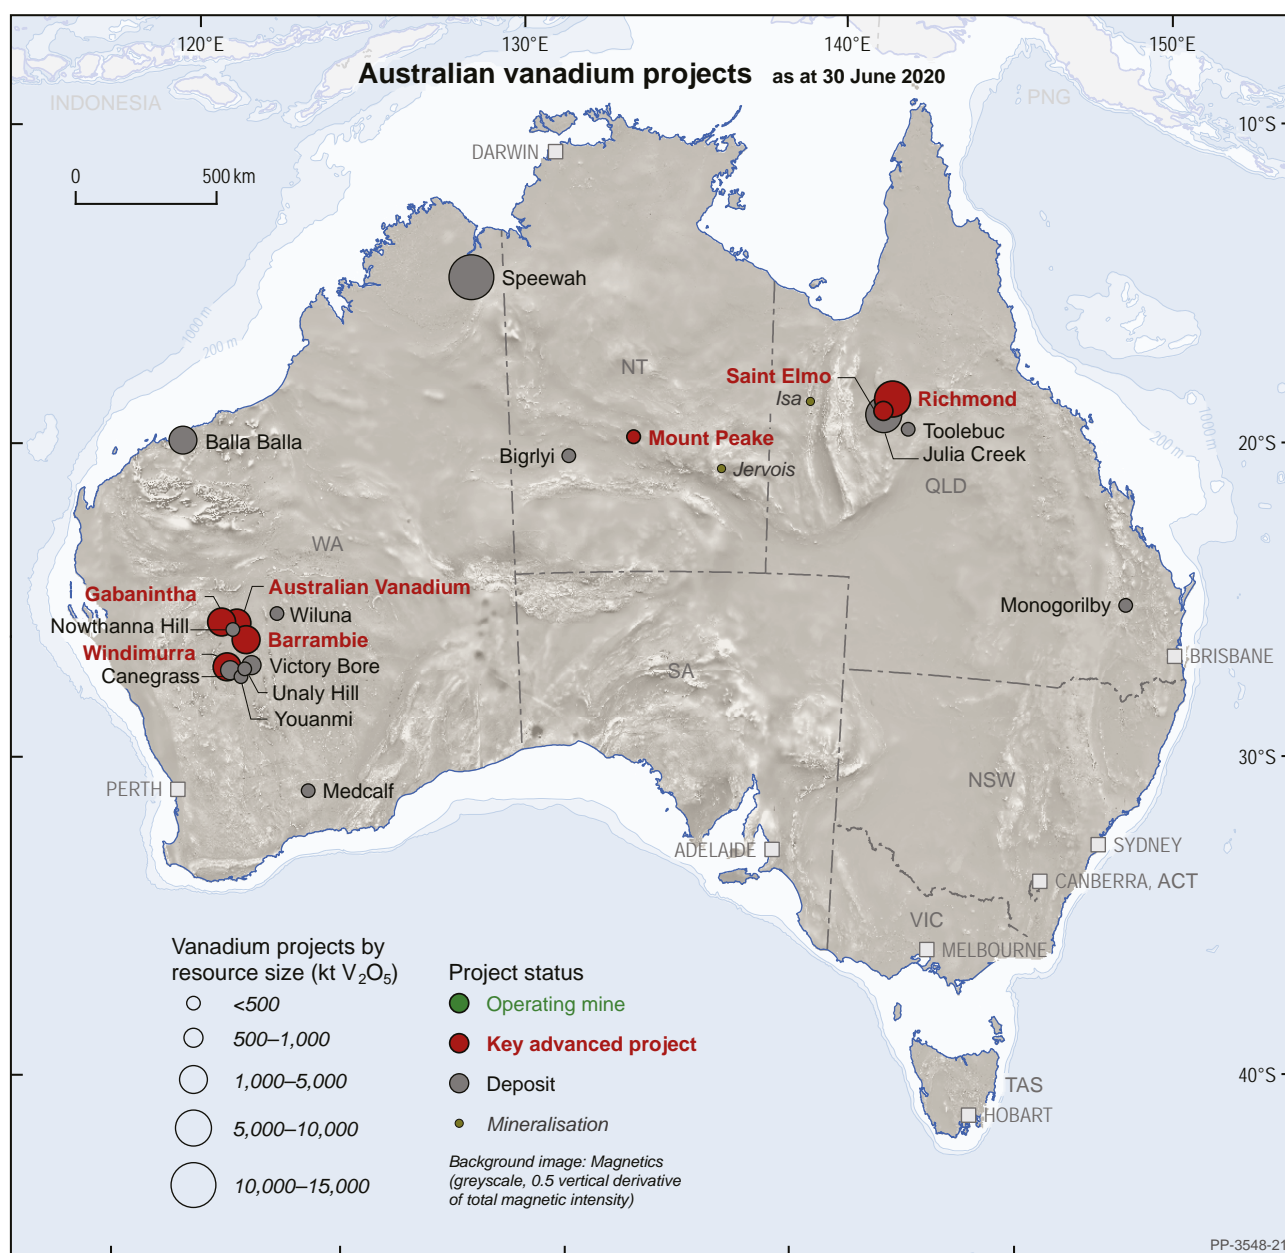 120°E
130°E
140°E
150°E
Australian vanadium projects as at 30 June 2020
INDONESIA
PNG
10°S
DARWIN
0
500 km
Speewah
1000 m
200 m
NT
Saint Elmo
Isa
Richmond
1000 m
200 m
Balla Balla
Mount Peake
Toolebuc
20°S
Bigrlyi
Jervois
Julia Creek
QLD
WA
Gabanintha
Australian Vanadium
Nowthanna Hill
Wiluna
Monogorilby
Barrambie
Windimurra
Victory Bore
BRISBANE
Canegrass
SA
Unaly Hill
Youanmi
30°S
PERTH
Medcalf
NSW
ADELAIDE
SYDNEY
CANBERRA, ACT
VIC
MELBOURNE
Vanadium projects by
resource size (kt V₂O₅)
<500
500–1,000
1,000–5,000
5,000–10,000
10,000–15,000
Project status
Operating mine
Key advanced project
Deposit
Mineralisation
Background image: Magnetics
(greyscale, 0.5 vertical derivative
of total magnetic intensity)
40°S
TAS
HOBART
PP-3548-21